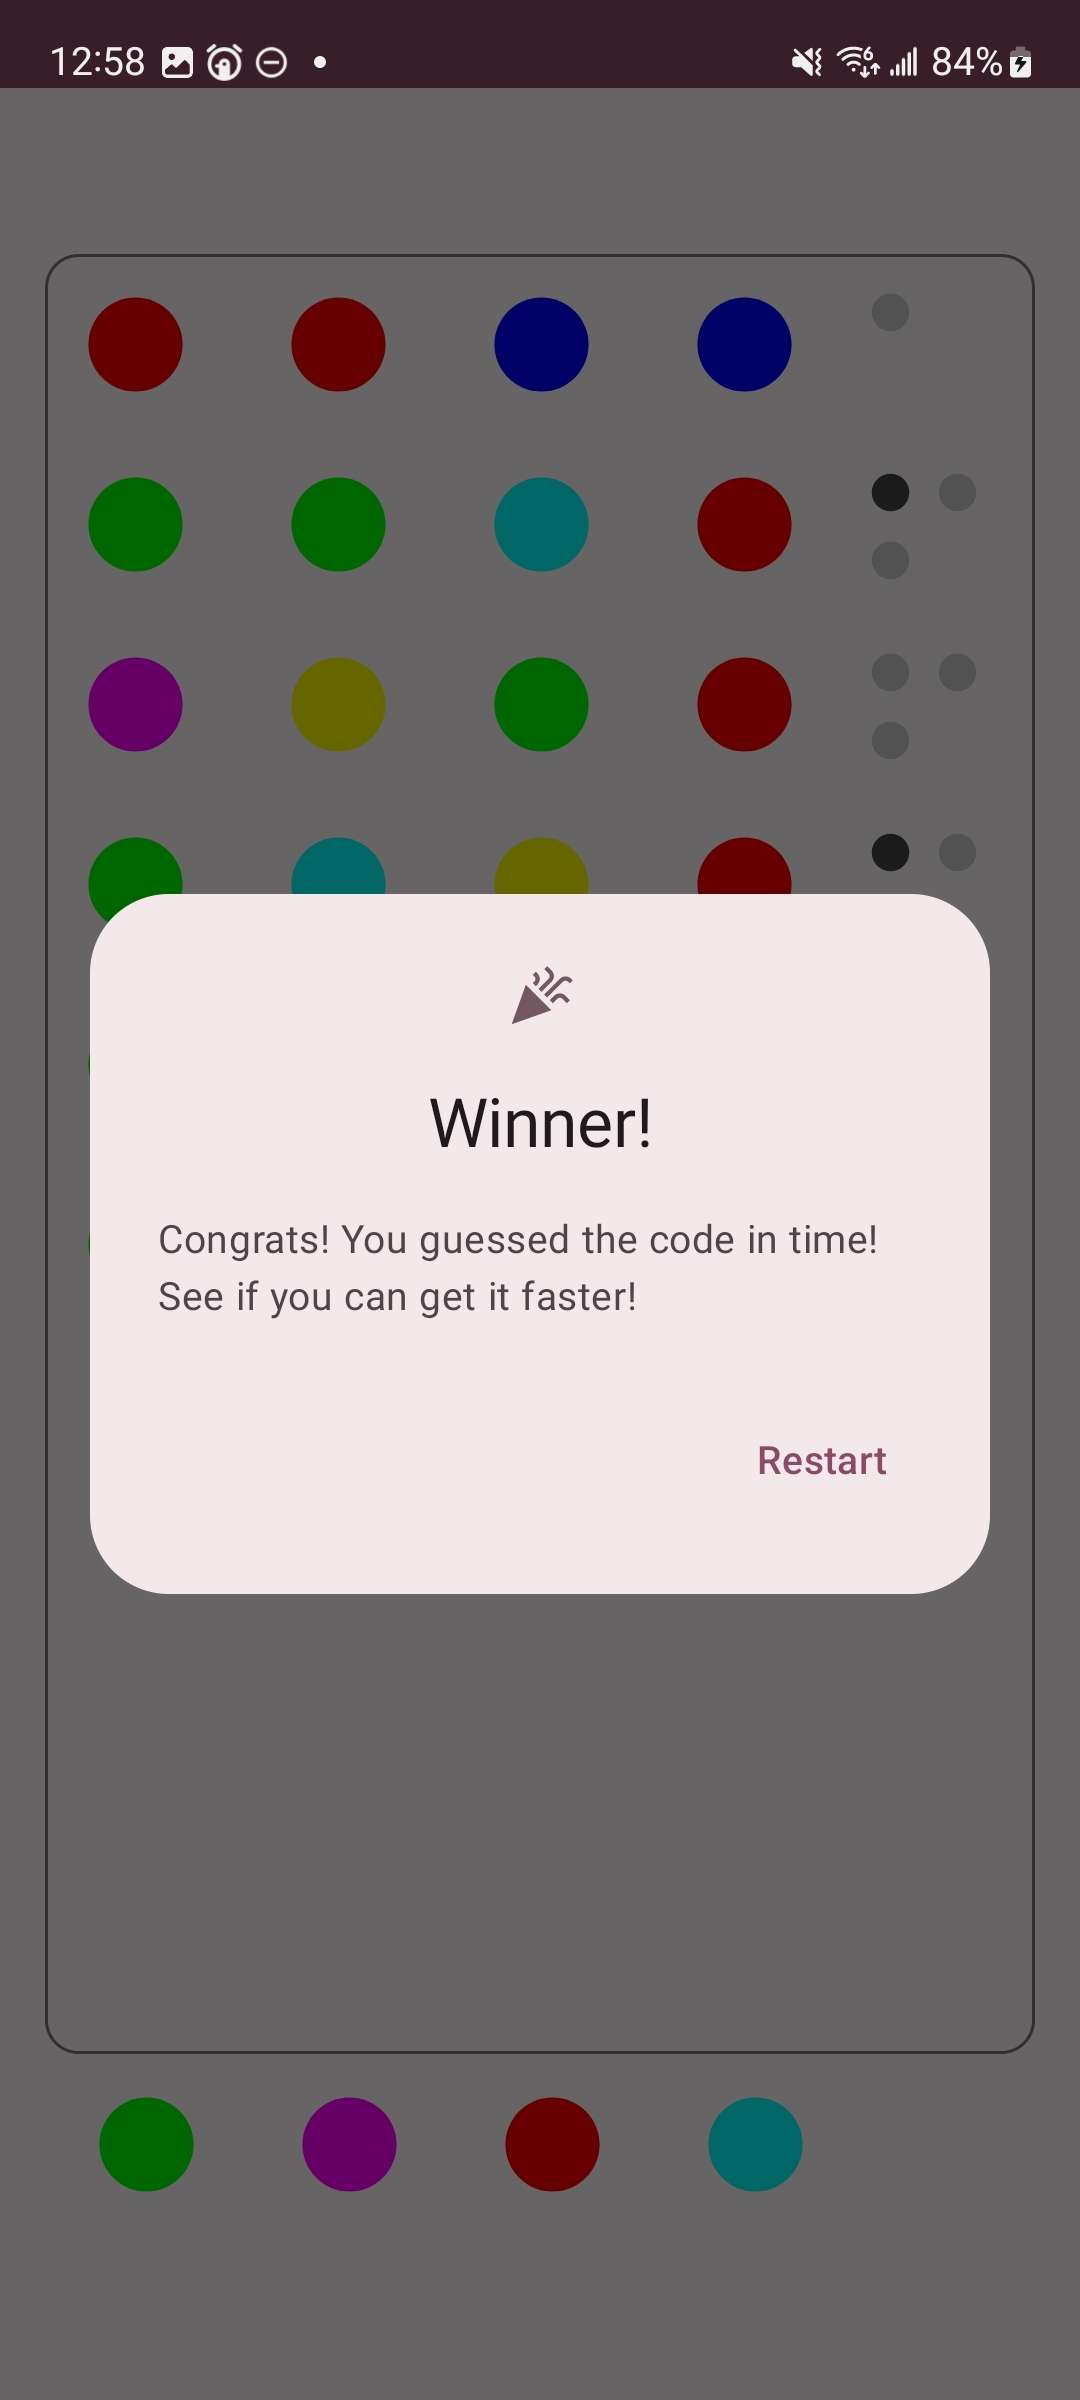 12:58
84%
Winner!
Congrats! You guessed the code in time!
See if you can get it faster!
Restart